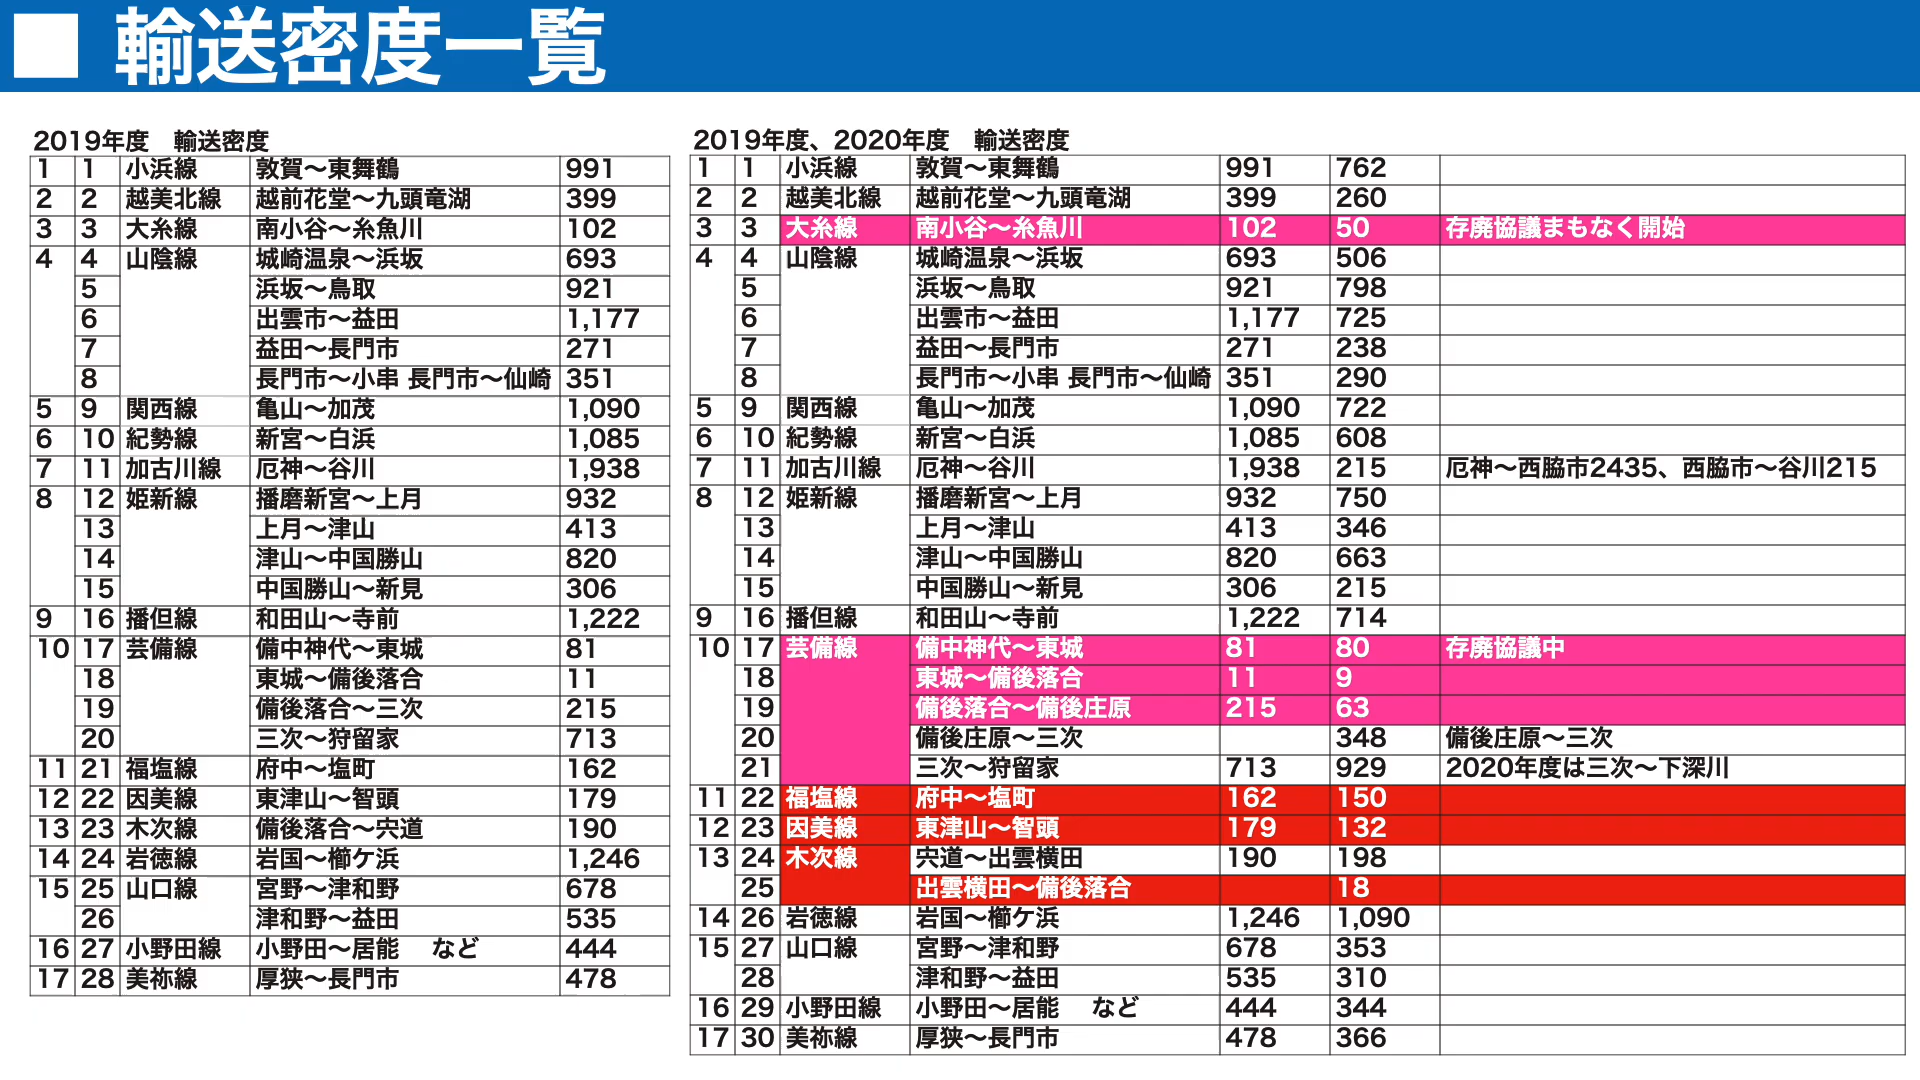 ■ 輸送密度一覧
2019年度 輸送密度
1 1 小浜線 敦賀〜東舞鶴 991
2 2 越美北線 越前花堂〜九頭竜湖 399
3 3 大糸線 南小谷〜糸魚川 102
4 4 山陰線 城崎温泉〜浜坂 693
5 浜坂〜鳥取 921
6 出雲市〜益田 1,177
7 益田〜長門市 271
8 長門市〜小串 長門市〜仙崎 351
5 9 関西線 亀山〜加茂 1,090
6 10 紀勢線 新宮〜白浜 1,085
7 11 加古川線 厄神〜谷川 1,938
8 12 姫新線 播磨新宮〜上月 932
13 上月〜津山 413
14 津山〜中国勝山 820
15 中国勝山〜新見 306
9 16 播但線 和田山〜寺前 1,222
10 17 芸備線 備中神代〜東城 81
18 東城〜備後落合 11
19 備後落合〜三次 215
20 三次〜狩留家 713
11 21 福塩線 府中〜塩町 162
12 22 因美線 東津山〜智頭 179
13 23 木次線 備後落合〜宍道 190
14 24 岩徳線 岩国〜櫛ケ浜 1,246
15 25 山口線 宮野〜津和野 678
26 津和野〜益田 535
16 27 小野田線 小野田〜居能 など 444
17 28 美祢線 厚狭〜長門市 478
2019年度、2020年度 輸送密度
1 1 小浜線 敦賀〜東舞鶴 991 762
2 2 越美北線 越前花堂〜九頭竜湖 399 260
3 3 大糸線 南小谷〜糸魚川 102 50 存廃協議まもなく開始
4 4 山陰線 城崎温泉〜浜坂 693 506
5 浜坂〜鳥取 921 798
6 出雲市〜益田 1,177 725
7 益田〜長門市 271 238
8 長門市〜小串 長門市〜仙崎 351 290
5 9 関西線 亀山〜加茂 1,090 722
6 10 紀勢線 新宮〜白浜 1,085 608
7 11 加古川線 厄神〜谷川 1,938 215 厄神〜西脇市2435、西脇市〜谷川215
8 12 姫新線 播磨新宮〜上月 932 750
13 上月〜津山 413 346
14 津山〜中国勝山 820 663
15 中国勝山〜新見 306 215
9 16 播但線 和田山〜寺前 1,222 714
10 17 芸備線 備中神代〜東城 81 80 存廃協議中
18 東城〜備後落合 11 9
19 備後落合〜備後庄原 215 63
20 備後庄原〜三次 348 備後庄原〜三次
21 三次〜狩留家 713 929 2020年度は三次〜下深川
11 22 福塩線 府中〜塩町 162 150
12 23 因美線 東津山〜智頭 179 132
13 24 木次線 宍道〜出雲横田 190 198
25 出雲横田〜備後落合 18
14 26 岩徳線 岩国〜櫛ケ浜 1,246 1,090
15 27 山口線 宮野〜津和野 678 353
28 津和野〜益田 535 310
16 29 小野田線 小野田〜居能 など 444 344
17 30 美祢線 厚狭〜長門市 478 366